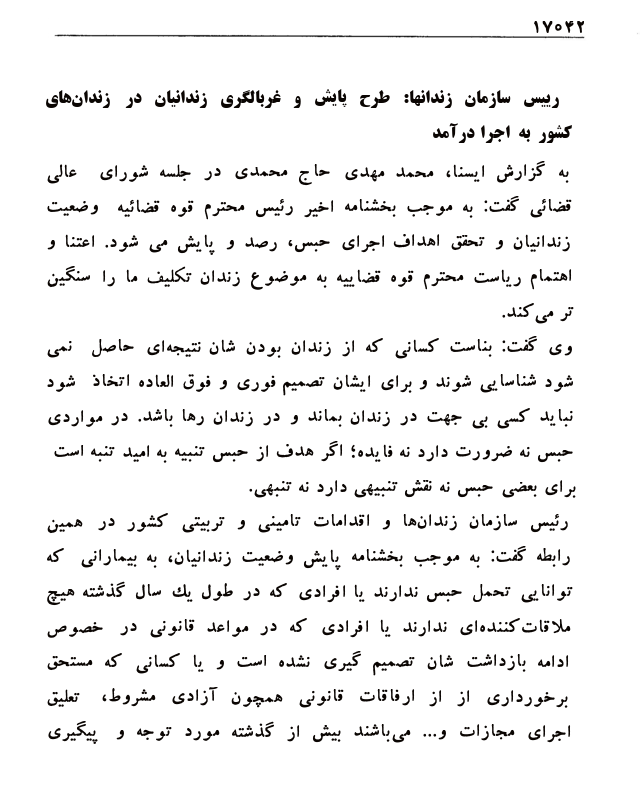 ۱۷۰۴۲
رییس سازمان زندانها: طرح پایش و غربالگری زندانیان در زندان‌های
کشور به اجرا درآمد
به گزارش ایسنا، محمد مهدی حاج محمدی در جلسه شورای عالی
قضائی گفت: به موجب بخشنامه اخیر رئیس محترم قوه قضائیه وضعیت
زندانیان و تحقق اهداف اجرای حبس، رصد و پایش می شود. اعتنا و
اهتمام ریاست محترم قوه قضاییه به موضوع زندان تکلیف ما را سنگین
تر می‌کند.
وی گفت: بناست کسانی که از زندان بودن شان نتیجه‌ای حاصل نمی
شود شناسایی شوند و برای ایشان تصمیم فوری و فوق العاده اتخاذ شود
نباید کسی بی جهت در زندان بماند و در زندان رها باشد. در مواردی
حبس نه ضرورت دارد نه فایده؛ اگر هدف از حبس تنبیه به امید تنبه است
برای بعضی حبس نه نقش تنبیهی دارد نه تنبهی.
رئیس سازمان زندان‌ها و اقدامات تامینی و تربیتی کشور در همین
رابطه گفت: به موجب بخشنامه پایش وضعیت زندانیان، به بیمارانی که
توانایی تحمل حبس ندارند یا افرادی که در طول یك سال گذشته هیچ
ملاقات‌کننده‌ای ندارند یا افرادی که در مواعد قانونی در خصوص
ادامه بازداشت شان تصمیم گیری نشده است و یا کسانی که مستحق
برخورداری از از ارفاقات قانونی همچون آزادی مشروط، تعلیق
اجرای مجازات و... می‌باشند بیش از گذشته مورد توجه و پیگیری